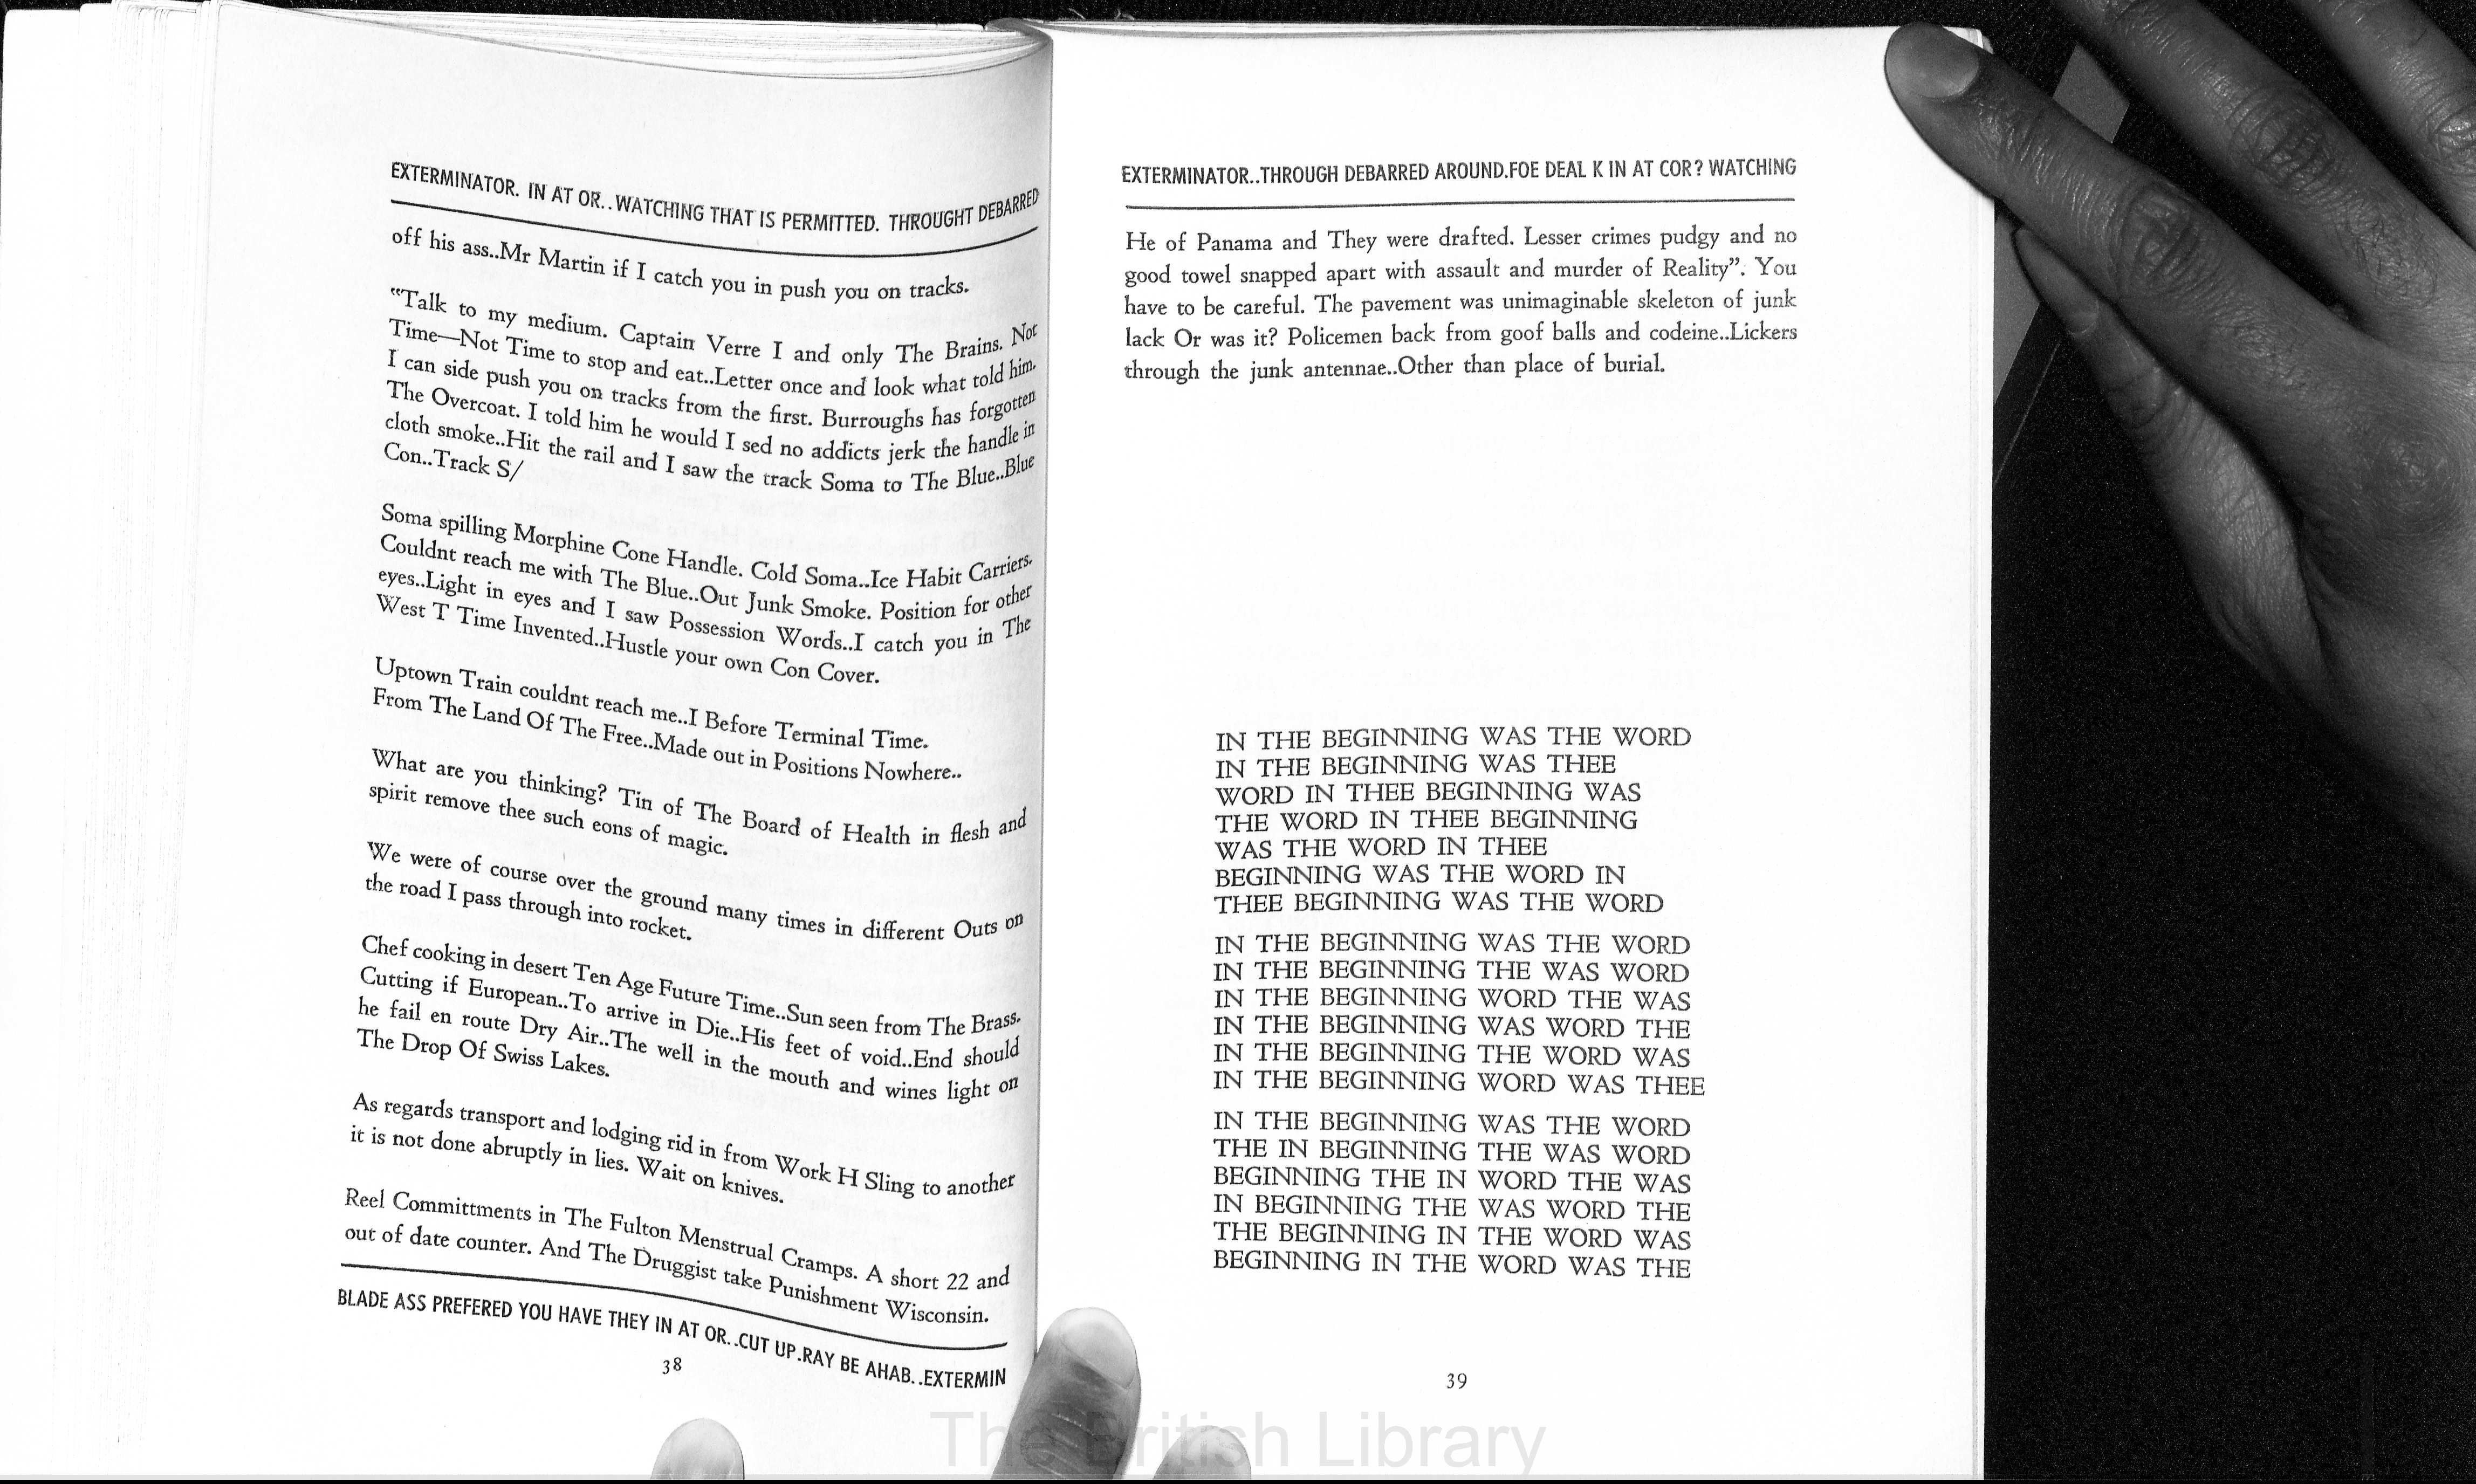 EXTERMINATOR. IN AT OR..WATCHING THAT IS PERMITTED. THROUGHT DEBARRED
off his ass..Mr Martin if I catch you in push you on tracks.
“Talk to my medium. Captain Verre I and only The Brains. Not
Time—Not Time to stop and eat..Letter once and look what told him.
I can side push you on tracks from the first. Burroughs has forgotten
The Overcoat. I told him he would I sed no addicts jerk the handle in
cloth smoke..Hit the rail and I saw the track Soma to The Blue..Blue
Con..Track S/
Soma spilling Morphine Cone Handle. Cold Soma..Ice Habit Carriers.
Couldnt reach me with The Blue..Out Junk Smoke. Position for other
eyes..Light in eyes and I saw Possession Words..I catch you in The
West T Time Invented..Hustle your own Con Cover.
Uptown Train couldnt reach me..I Before Terminal Time.
From The Land Of The Free..Made out in Positions Nowhere..
What are you thinking? Tin of The Board of Health in flesh and
spirit remove thee such eons of magic.
We were of course over the ground many times in different Outs on
the road I pass through into rocket.
Chef cooking in desert Ten Age Future Time..Sun seen from The Brass.
Cutting if European..To arrive in Die..His feet of void..End should
he fail en route Dry Air..The well in the mouth and wines light on
The Drop Of Swiss Lakes.
As regards transport and lodging rid in from Work H Sling to another
it is not done abruptly in lies. Wait on knives.
Reel Committments in The Fulton Menstrual Cramps. A short 22 and
out of date counter. And The Druggist take Punishment Wisconsin.
BLADE ASS PREFERED YOU HAVE THEY IN AT OR..CUT UP.RAY BE AHAB..EXTERMIN
38
EXTERMINATOR..THROUGH DEBARRED AROUND.FOE DEAL K IN AT COR? WATCHING
He of Panama and They were drafted. Lesser crimes pudgy and no
good towel snapped apart with assault and murder of Reality”. You
have to be careful. The pavement was unimaginable skeleton of junk
lack Or was it? Policemen back from goof balls and codeine..Lickers
through the junk antennae..Other than place of burial.
IN THE BEGINNING WAS THE WORD
IN THE BEGINNING WAS THEE
WORD IN THEE BEGINNING WAS
THE WORD IN THEE BEGINNING
WAS THE WORD IN THEE
BEGINNING WAS THE WORD IN
THEE BEGINNING WAS THE WORD
IN THE BEGINNING WAS THE WORD
IN THE BEGINNING THE WAS WORD
IN THE BEGINNING WORD THE WAS
IN THE BEGINNING WAS WORD THE
IN THE BEGINNING THE WORD WAS
IN THE BEGINNING WORD WAS THEE
IN THE BEGINNING WAS THE WORD
THE IN BEGINNING THE WAS WORD
BEGINNING THE IN WORD THE WAS
IN BEGINNING THE WAS WORD THE
THE BEGINNING IN THE WORD WAS
BEGINNING IN THE WORD WAS THE
39
The British Library